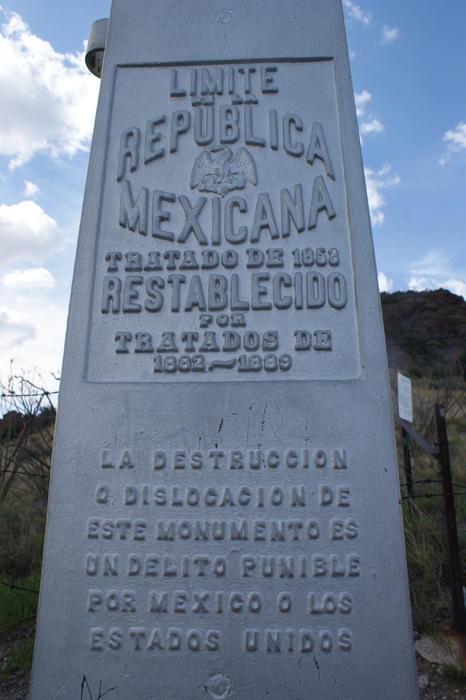 LIMITE
DE LA
REPÚBLICA
MEXICANA
TRATADO DE 1853
RESTABLECIDO
POR
TRATADOS DE
1882—1889
LA DESTRUCCION
O DISLOCACION DE
ESTE MONUMENTO ES
UN DELITO PUNIBLE
POR MEXICO O LOS
ESTADOS UNIDOS